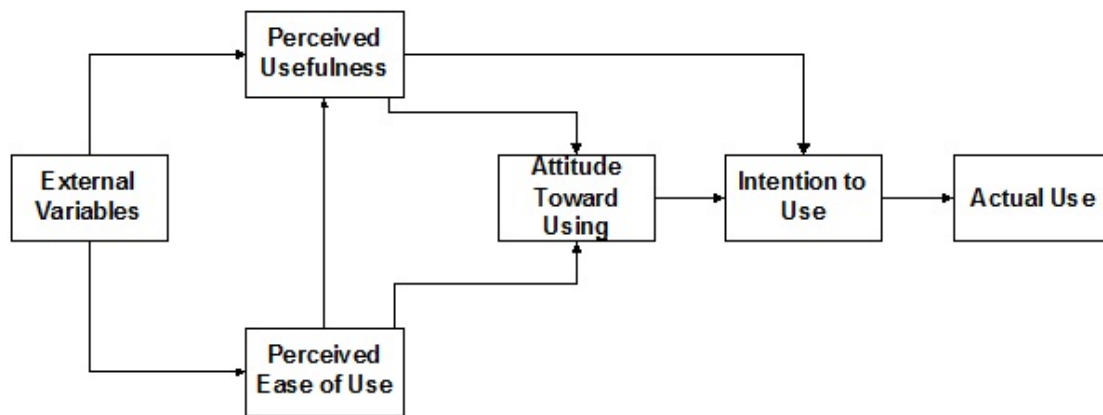 Perceived
Usefulness
External
Variables
Attitude
Toward
Using
Intention to
Use
Actual Use
Perceived
Ease of Use